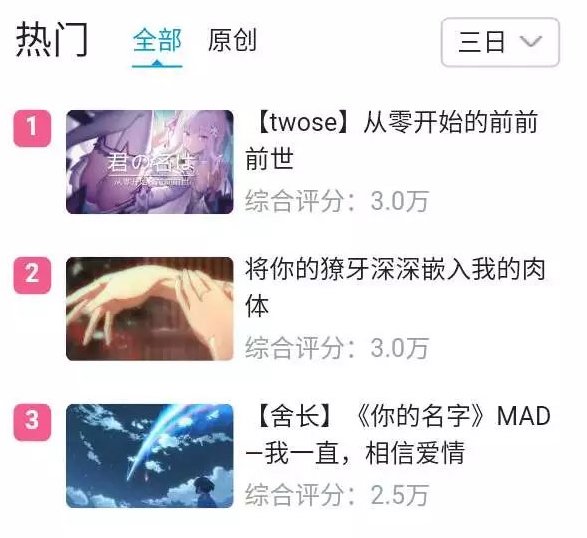 热门 全部 原创 三日
1
【twose】从零开始的前前
前世
君の名は
综合评分：3.0万
2
将你的獠牙深深嵌入我的肉
体
综合评分：3.0万
3
【舍长】《你的名字》MAD
—我一直，相信爱情
综合评分：2.5万